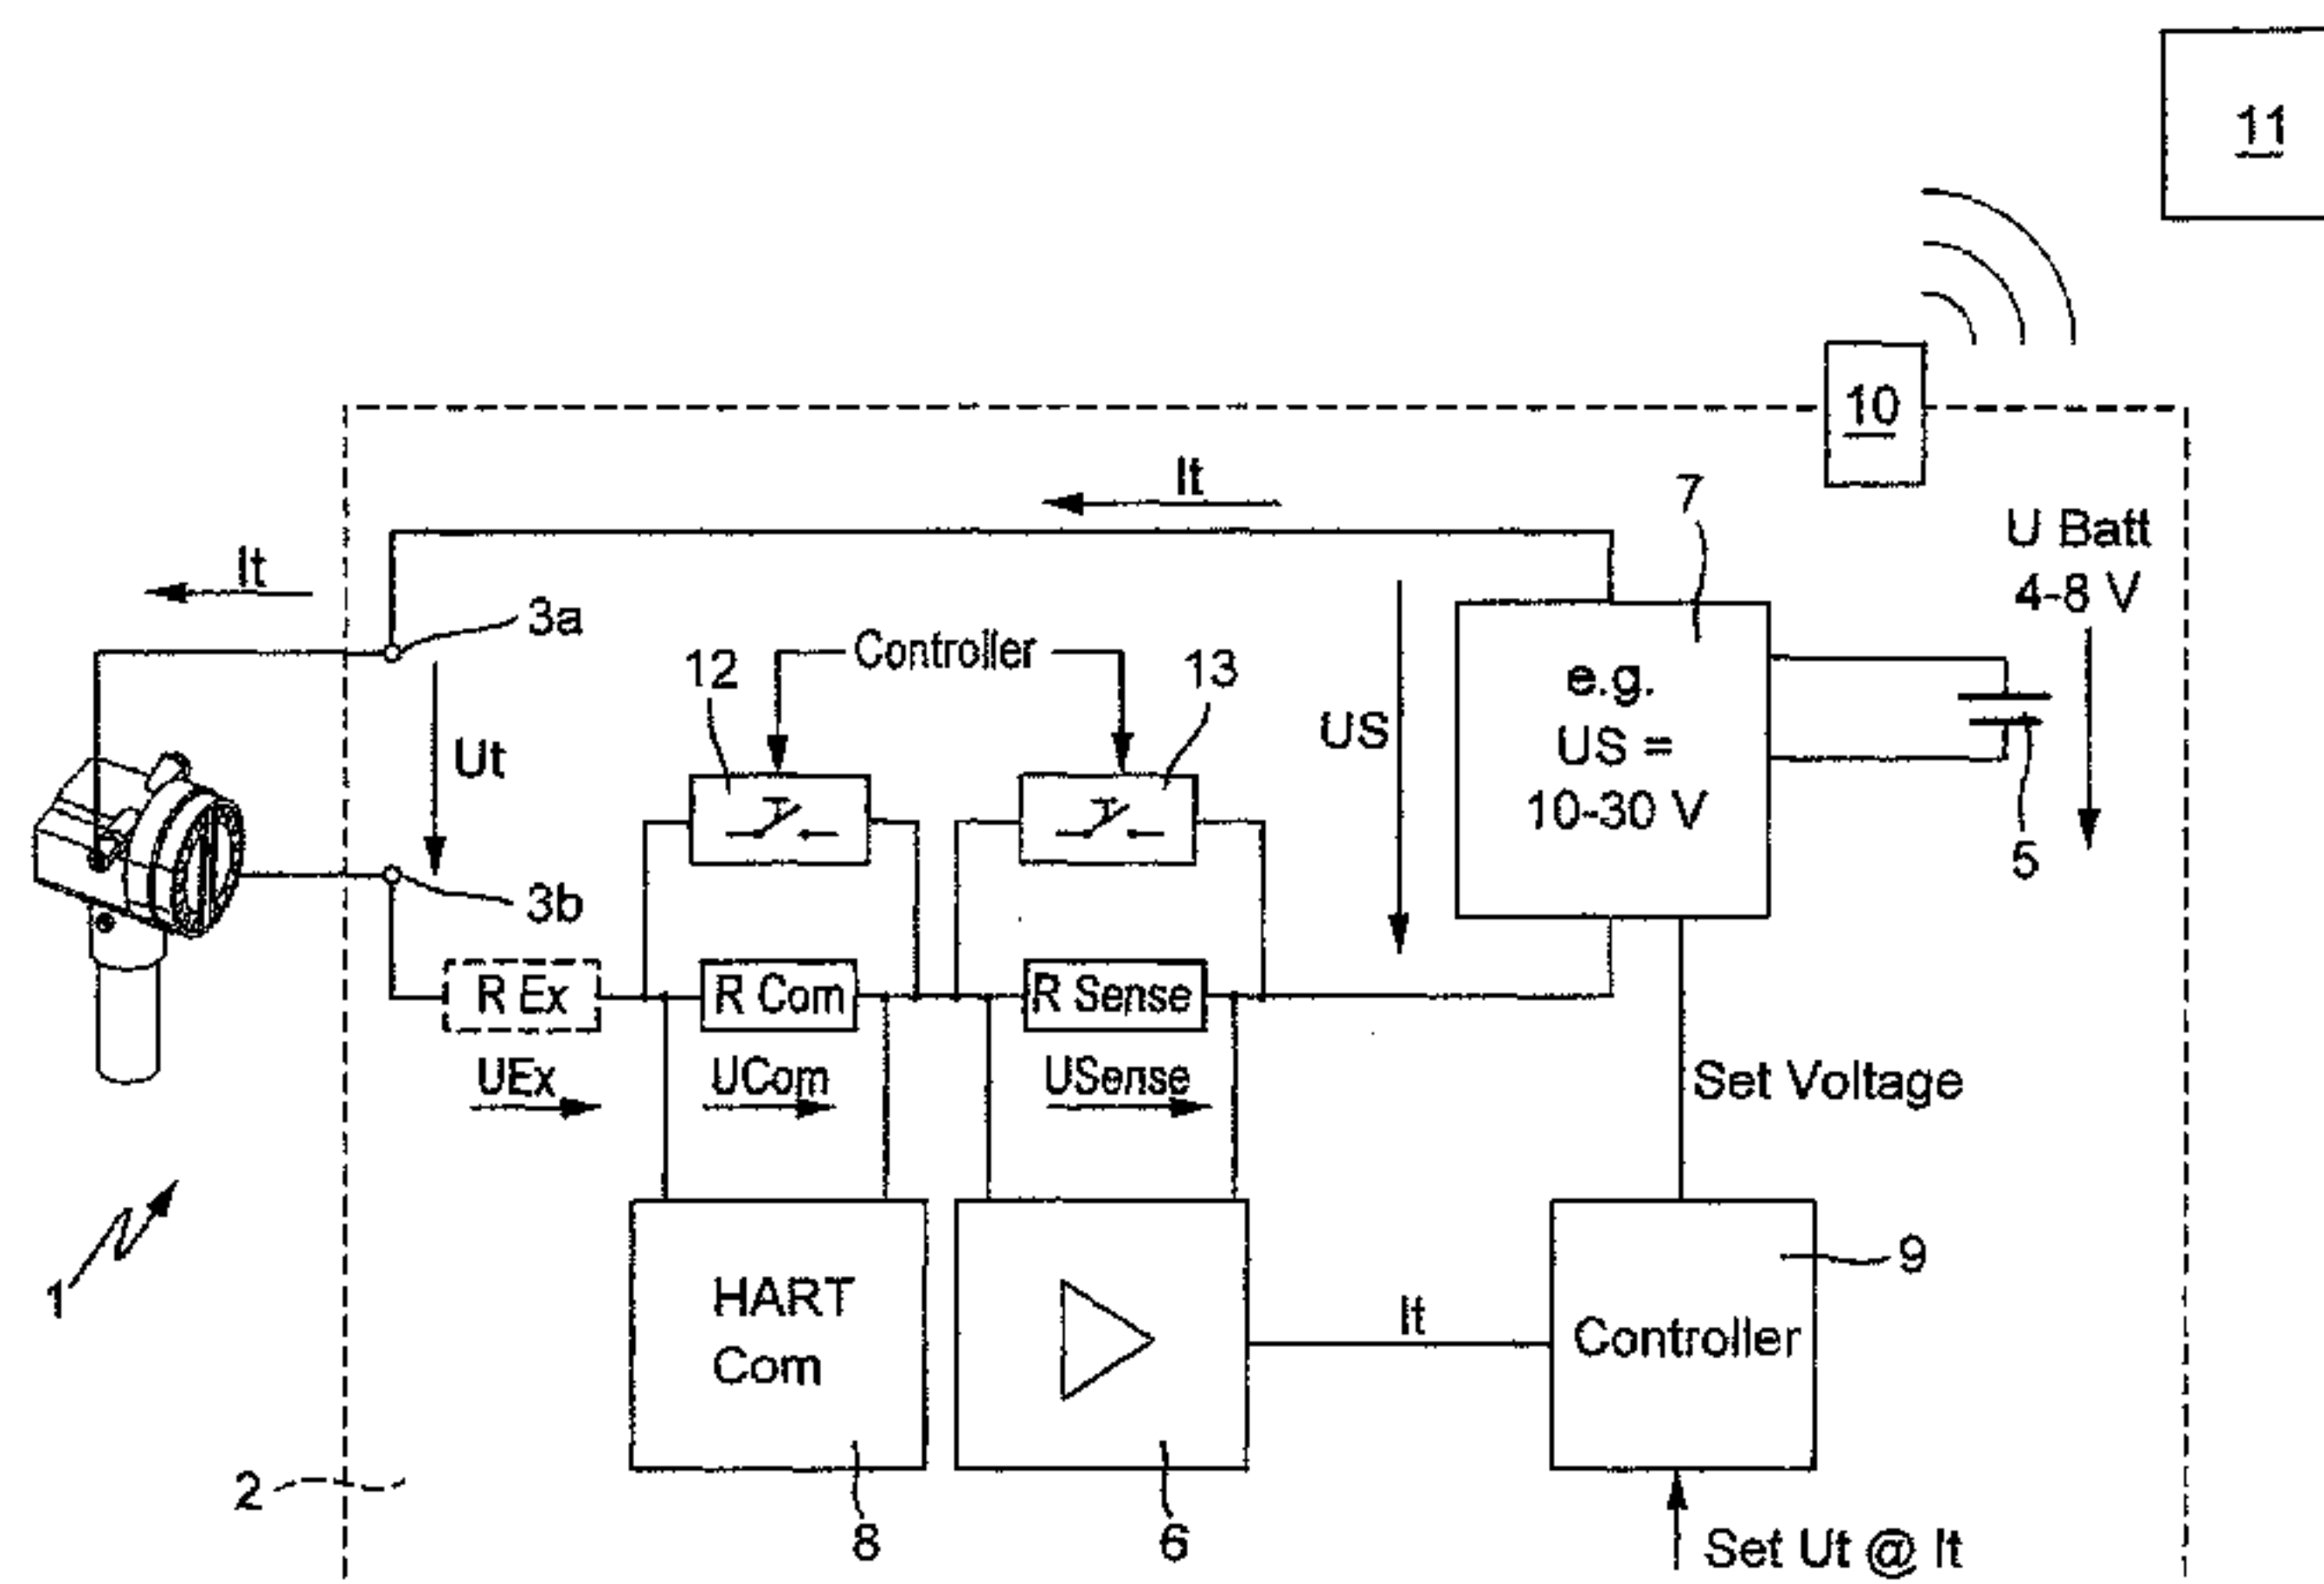 11
10
It
7
U Batt
4-8 V
It
3a
Controller
12
13
e.g.
US =
10-30 V
US
Ut
5
3b
R Ex
R Com
R Sense
UEx
UCom
USense
Set Voltage
1
HART
Com
It
Controller
9
2
8
6
Set Ut @ It